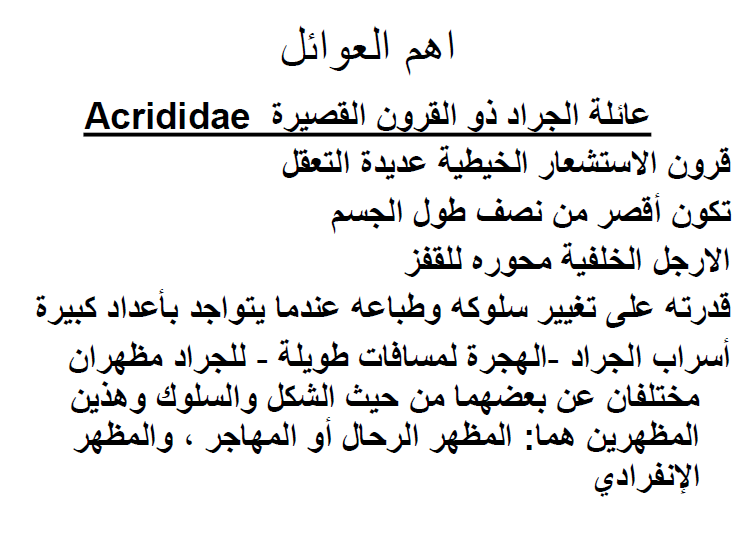 اهم العوائل
عائلة الجراد ذو القرون القصيرة Acrididae
قرون الاستشعار الخيطية عديدة التعقل
تكون أقصر من نصف طول الجسم
الارجل الخلفية محوره للقفز
قدرته على تغيير سلوكه وطباعه عندما يتواجد بأعداد كبيرة
أسراب الجراد -الهجرة لمسافات طويلة - للجراد مظهران
مختلفان عن بعضهما من حيث الشكل والسلوك وهذين
المظهرين هما: المظهر الرحال أو المهاجر ، والمظهر
الإنفرادي